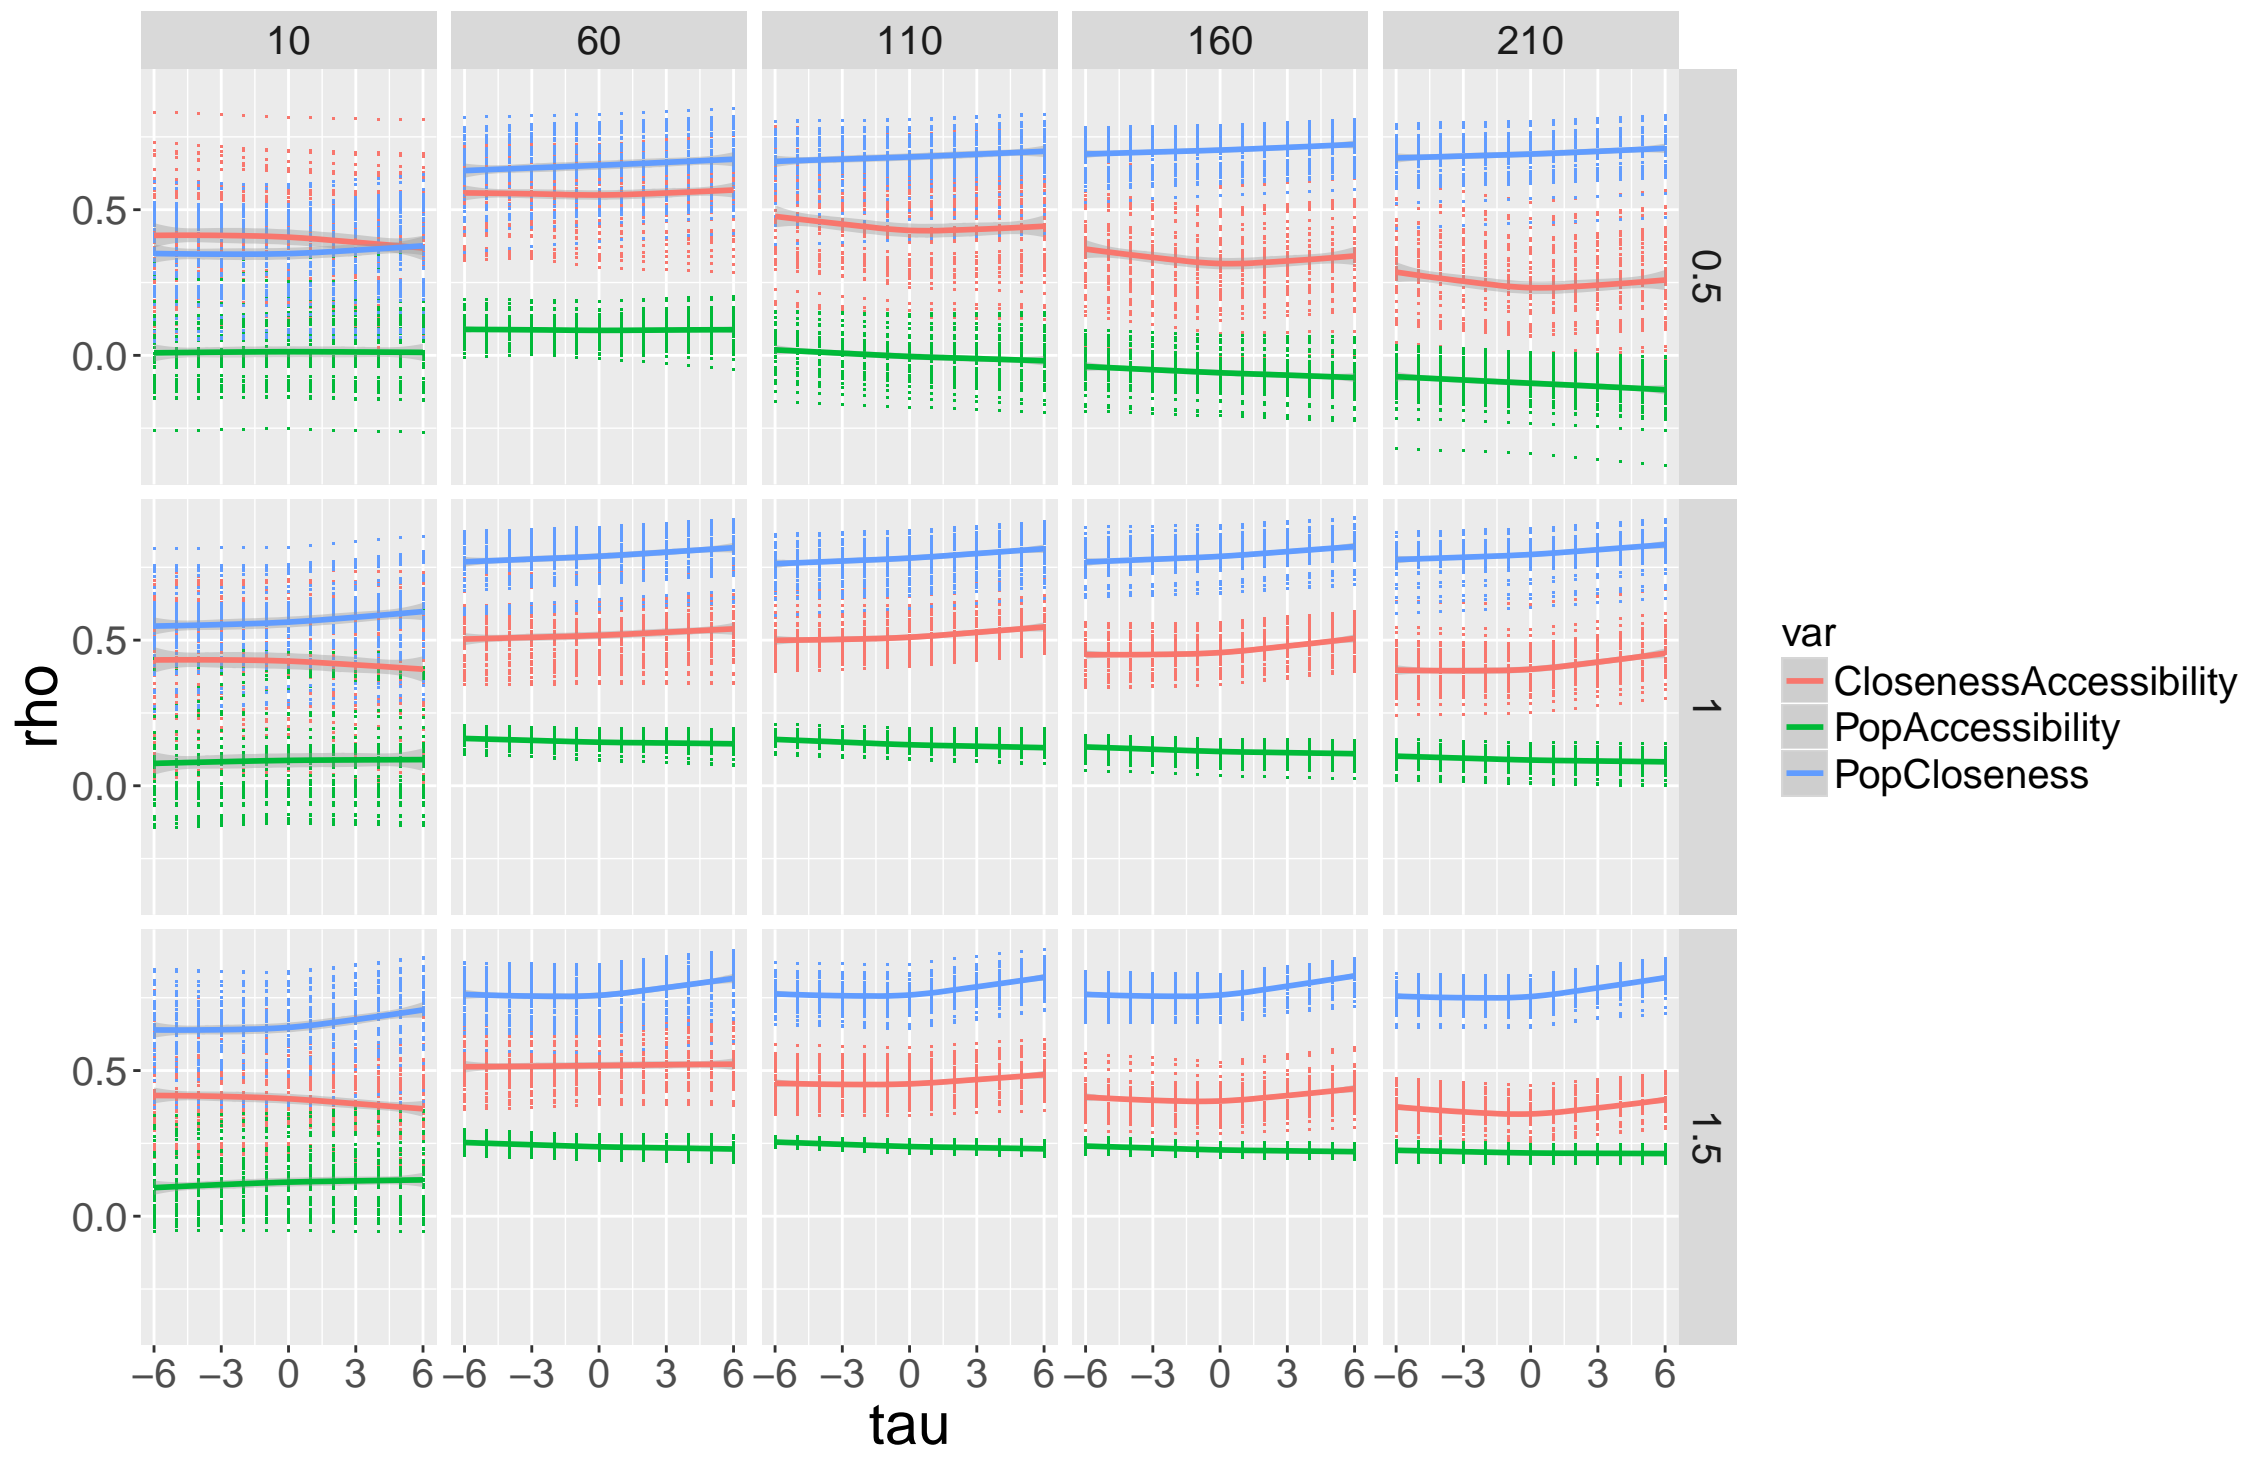 10 60 110 160 210
0.5
0.0
0.5
0.5
0.0
1
0.5
0.0
1.5
−6 −3 0 3 6 −6 −3 0 3 6 −6 −3 0 3 6 −6 −3 0 3 6 −6 −3 0 3 6
tau
rho
var
ClosenessAccessibility
PopAccessibility
PopCloseness